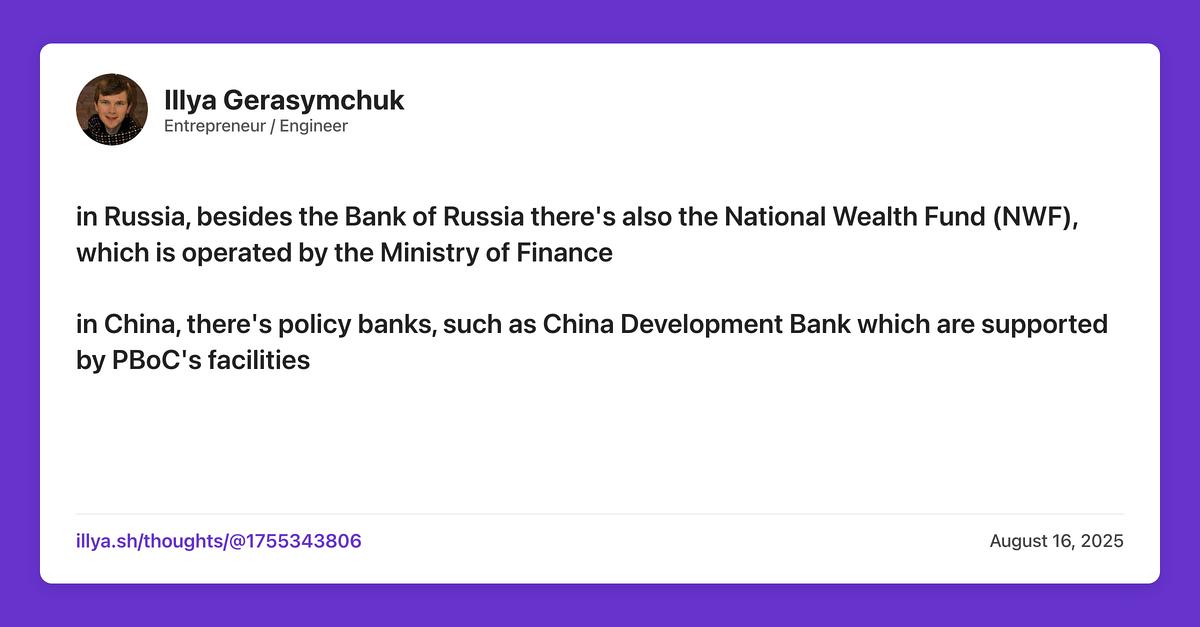 Illya Gerasymchuk
Entrepreneur / Engineer
in Russia, besides the Bank of Russia there's also the National Wealth Fund (NWF),
which is operated by the Ministry of Finance
in China, there's policy banks, such as China Development Bank which are supported
by PBoC's facilities
illya.sh/thoughts/@1755343806
August 16, 2025